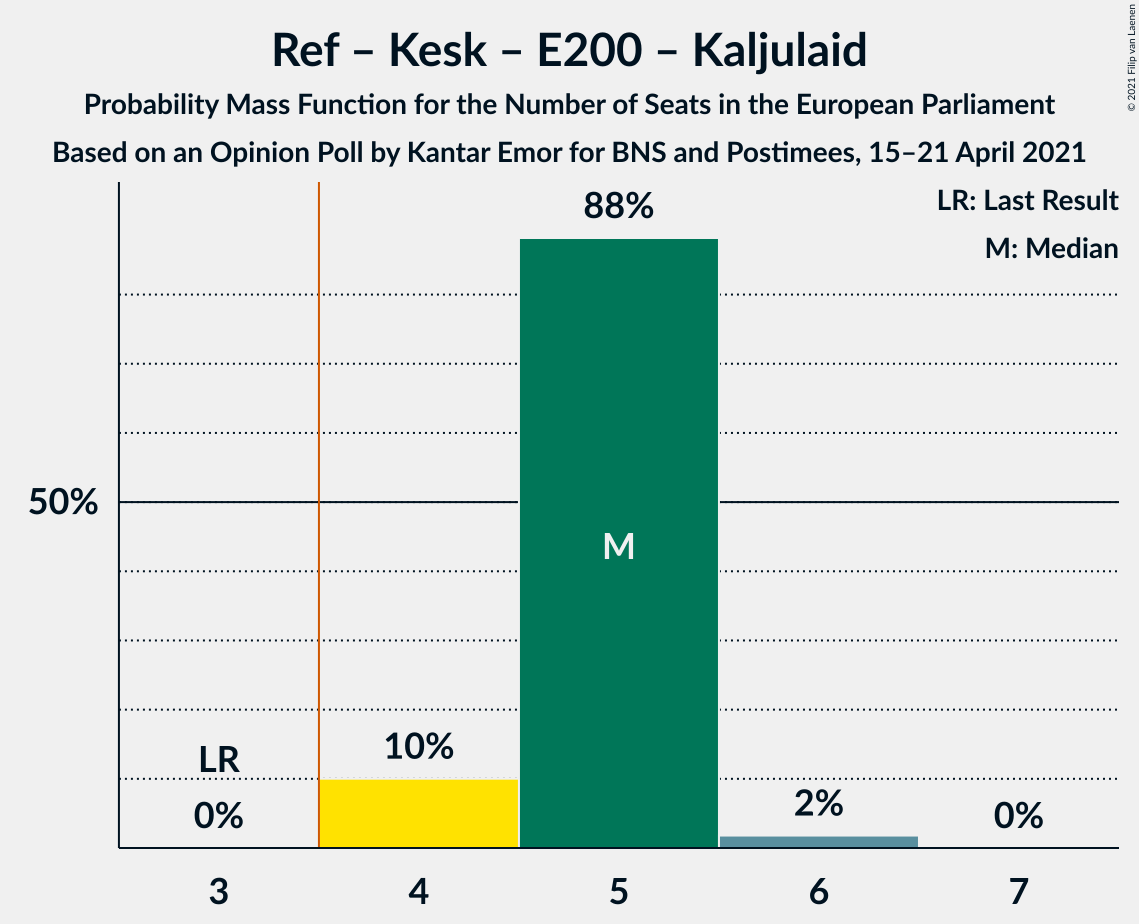 Ref – Kesk – E200 – Kaljulaid
Probability Mass Function for the Number of Seats in the European Parliament
Based on an Opinion Poll by Kantar Emor for BNS and Postimees, 15–21 April 2021
© 2021 Filip van Laenen
LR: Last Result
M: Median
88%
50%
M
LR
10%
0%
2%
0%
3 4 5 6 7